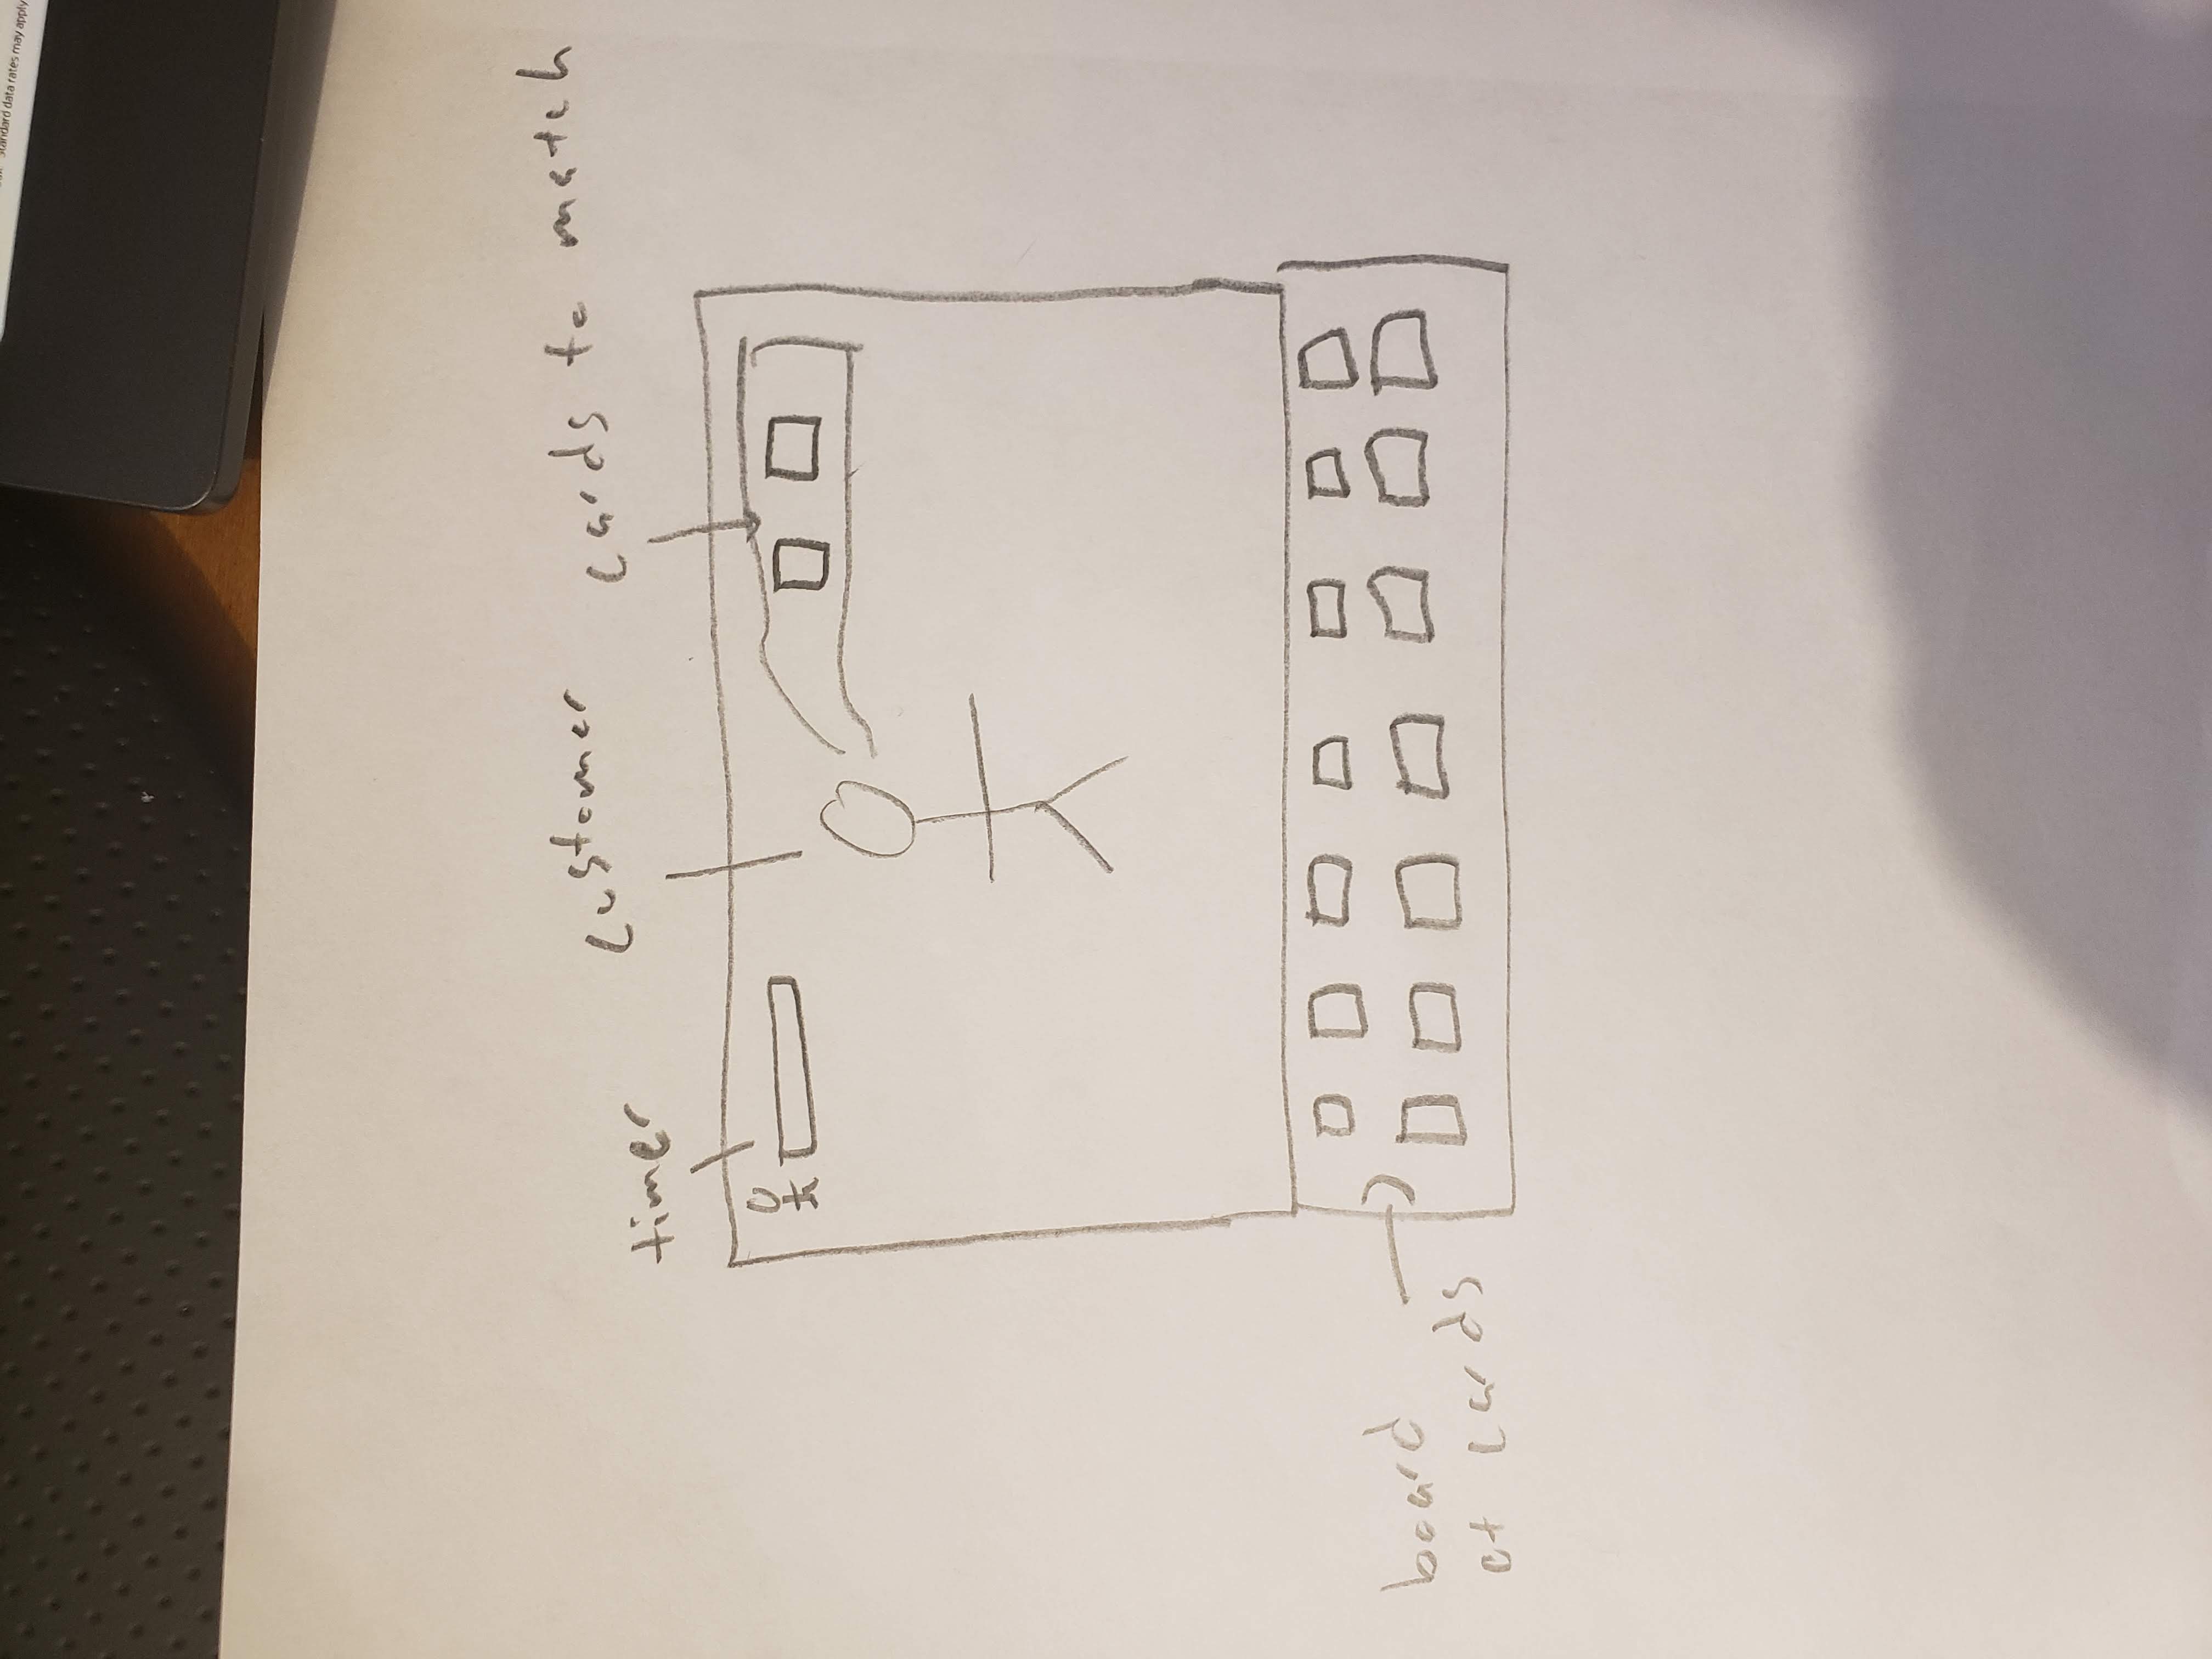 Standard data rates may apply
timer
customer
cards to match
board
of cards